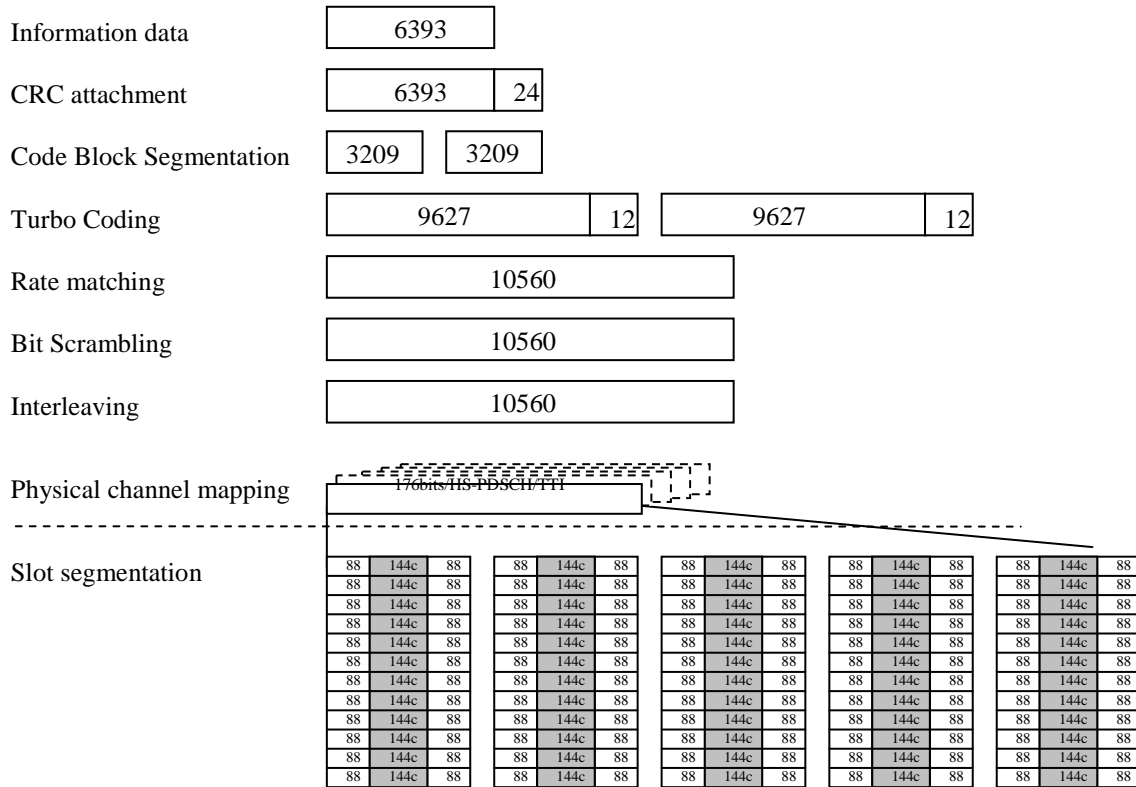 Information data 6393
CRC attachment 6393 24
Code Block Segmentation 3209 3209
Turbo Coding 9627 12 9627 12
Rate matching 10560
Bit Scrambling 10560
Interleaving 10560
Physical channel mapping 176bits/HS-PDSCH/TTI
Slot segmentation
88 144c 88 88 144c 88 88 144c 88 88 144c 88 88 144c 88
88 144c 88 88 144c 88 88 144c 88 88 144c 88 88 144c 88
88 144c 88 88 144c 88 88 144c 88 88 144c 88 88 144c 88
88 144c 88 88 144c 88 88 144c 88 88 144c 88 88 144c 88
88 144c 88 88 144c 88 88 144c 88 88 144c 88 88 144c 88
88 144c 88 88 144c 88 88 144c 88 88 144c 88 88 144c 88
88 144c 88 88 144c 88 88 144c 88 88 144c 88 88 144c 88
88 144c 88 88 144c 88 88 144c 88 88 144c 88 88 144c 88
88 144c 88 88 144c 88 88 144c 88 88 144c 88 88 144c 88
88 144c 88 88 144c 88 88 144c 88 88 144c 88 88 144c 88
88 144c 88 88 144c 88 88 144c 88 88 144c 88 88 144c 88
88 144c 88 88 144c 88 88 144c 88 88 144c 88 88 144c 88